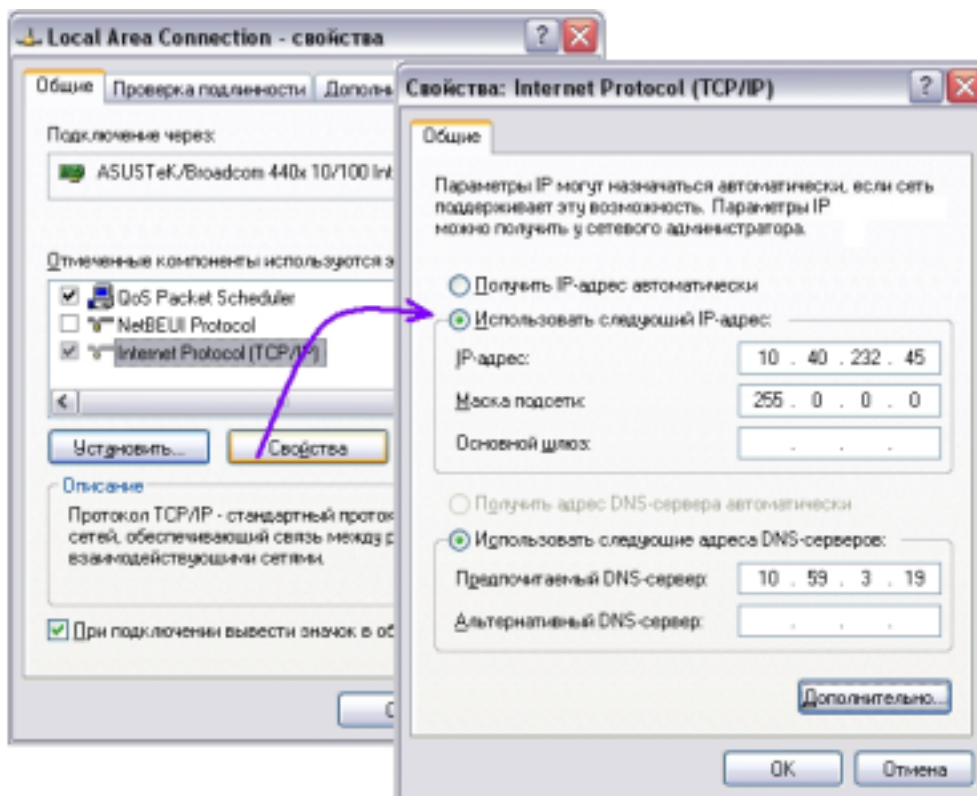 Local Area Connection - свойства
Общие
Проверка подлинности
Дополни
Подключение через:
ASUSTeK/Broadcom 440x 10/100 Int
Отмеченные компоненты используются э
QoS Packet Scheduler
NetBEUI Protocol
Internet Protocol (TCP/IP)
Установить...
Свойства
Описание
Протокол TCP/IP - стандартный проток
сетей, обеспечивающий связь между р
взаимодействующими сетями.
При подключении вывести значок в об
Свойства: Internet Protocol (TCP/IP)
Общие
Параметры IP могут назначаться автоматически, если сеть
поддерживает эту возможность. Параметры IP
можно получить у сетевого администратора.
Получить IP-адрес автоматически
Использовать следующий IP-адрес:
IP-адрес: 10 . 40 . 232 . 45
Маска подсети: 255 . 0 . 0 . 0
Основной шлюз: . . .
Получить адрес DNS-сервера автоматически
Использовать следующие адреса DNS-серверов:
Предпочитаемый DNS-сервер: 10 . 59 . 3 . 19
Альтернативный DNS-сервер: . . .
Дополнительно...
OK
Отмена